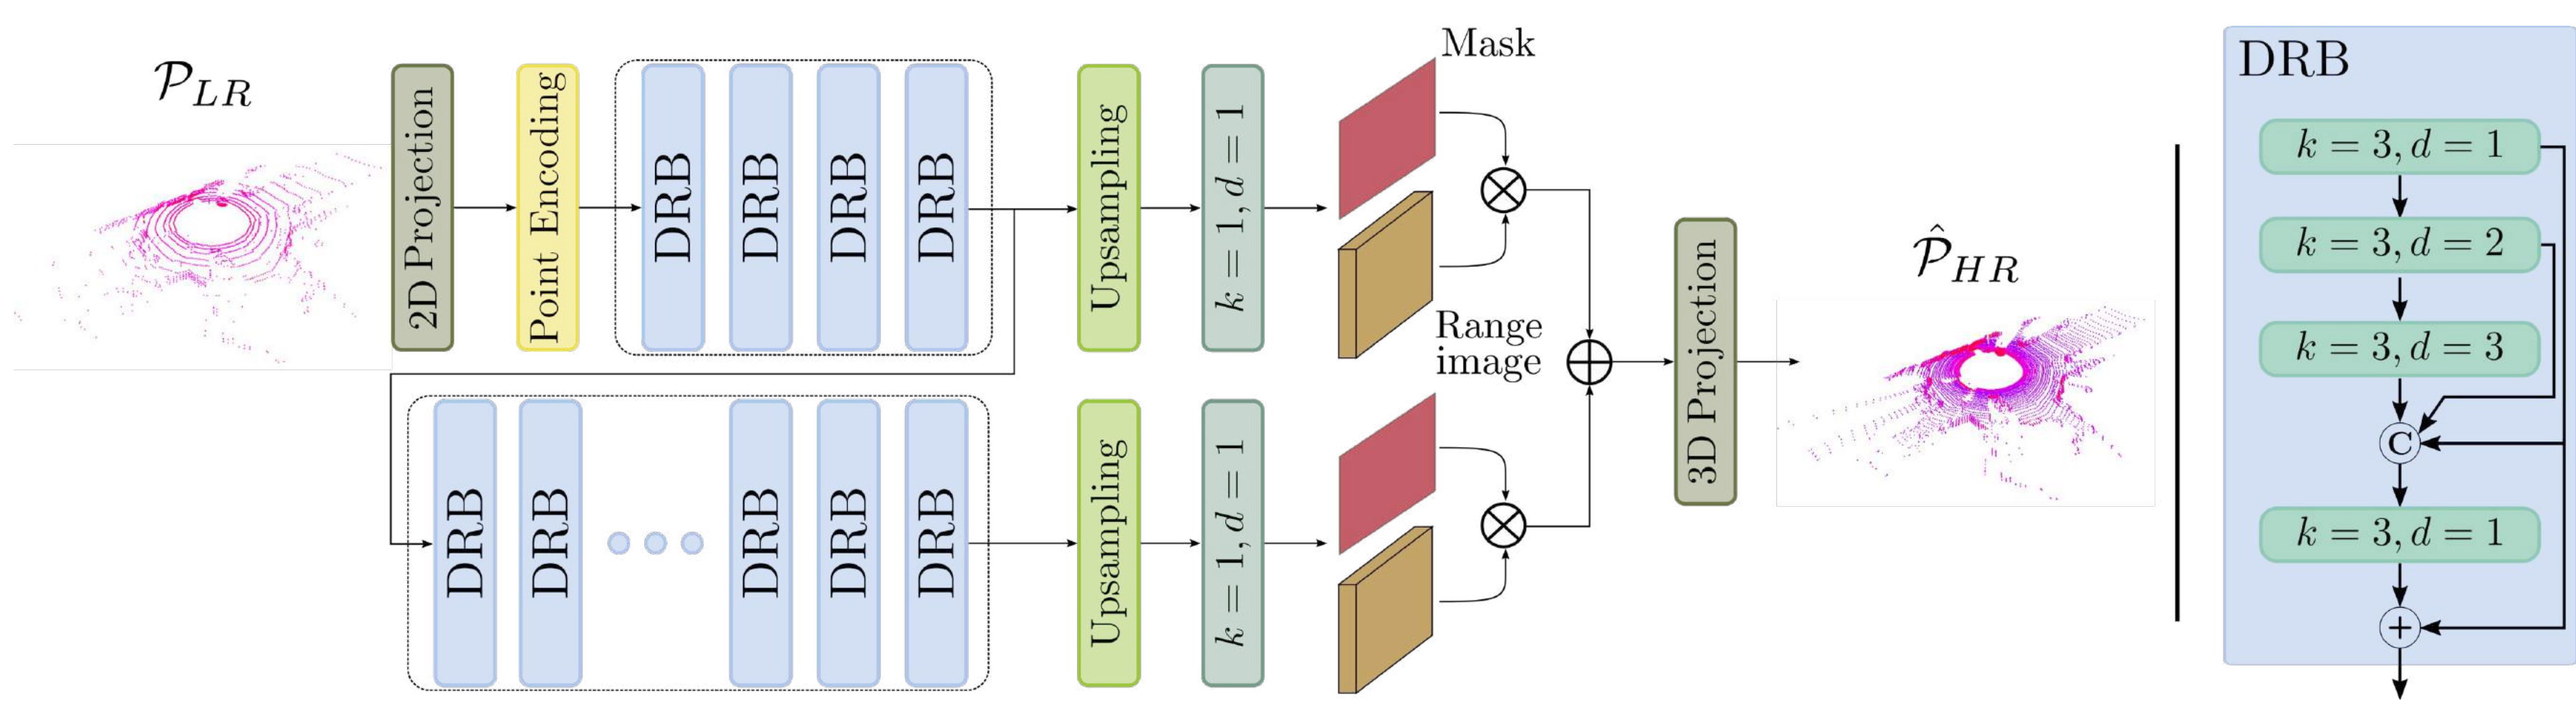 𝒫_LR
2D Projection
Point Encoding
DRB
DRB
DRB
DRB
Upsampling
k = 1, d = 1
Mask
Range
image
DRB
DRB
DRB
DRB
DRB
Upsampling
k = 1, d = 1
3D Projection
𝒫̂_HR
DRB
k = 3, d = 1
k = 3, d = 2
k = 3, d = 3
C
k = 3, d = 1
+